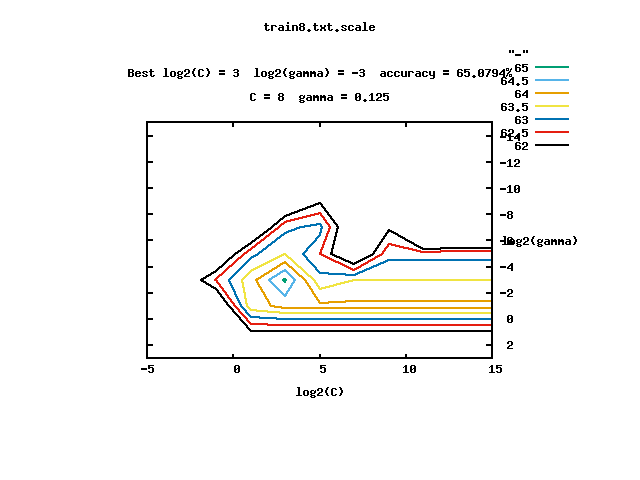 train8.txt.scale
"-"
Best log2(C) = 3 log2(gamma) = -3 accuracy = 65.0794%
65
64.5
C = 8 gamma = 0.125
64
63.5
63
62.5
-14
62
-12
-10
-8
-6
log2(gamma)
-4
-2
0
2
-5 0 5 10 15
log2(C)